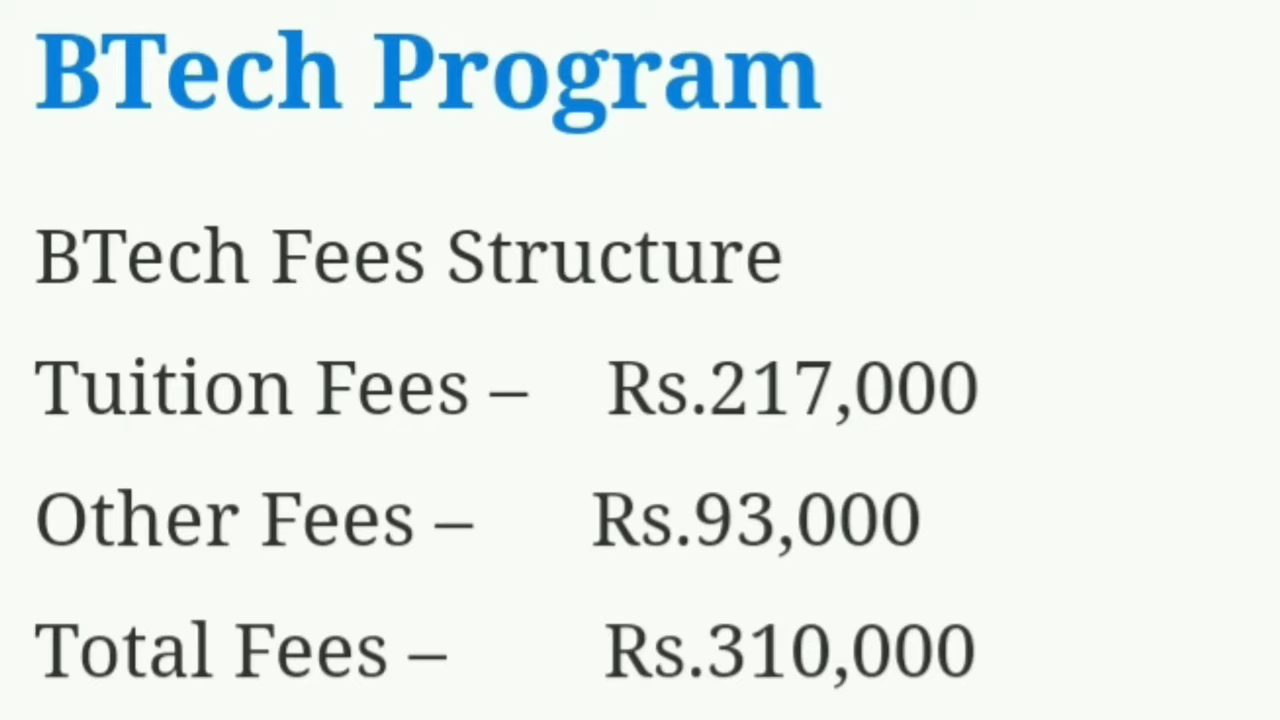 BTech Program
BTech Fees Structure
Tuition Fees – Rs.217,000
Other Fees – Rs.93,000
Total Fees – Rs.310,000